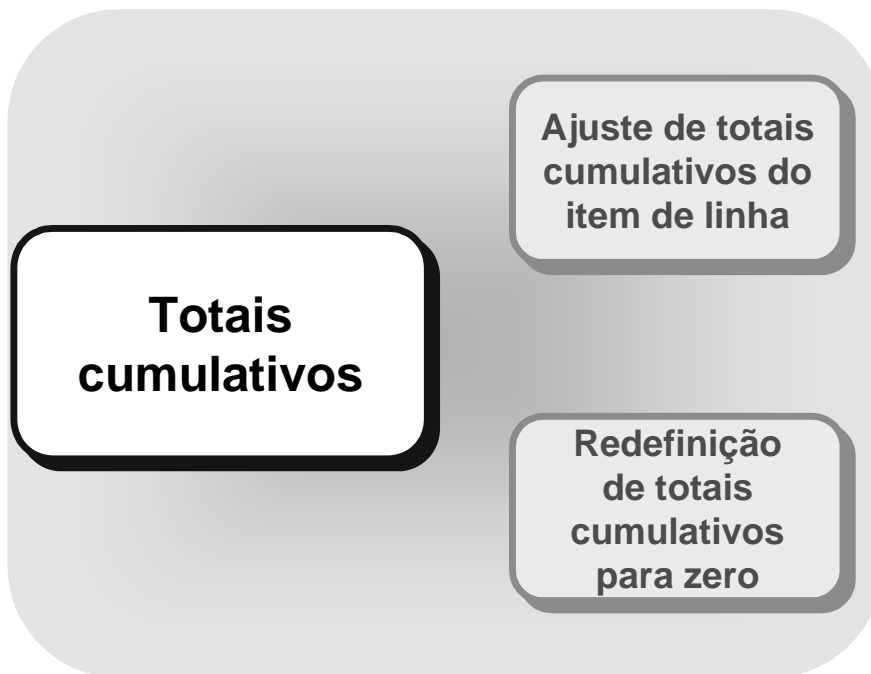 Totais
cumulativos
Ajuste de totais
cumulativos do
item de linha
Redefinição
de totais
cumulativos
para zero